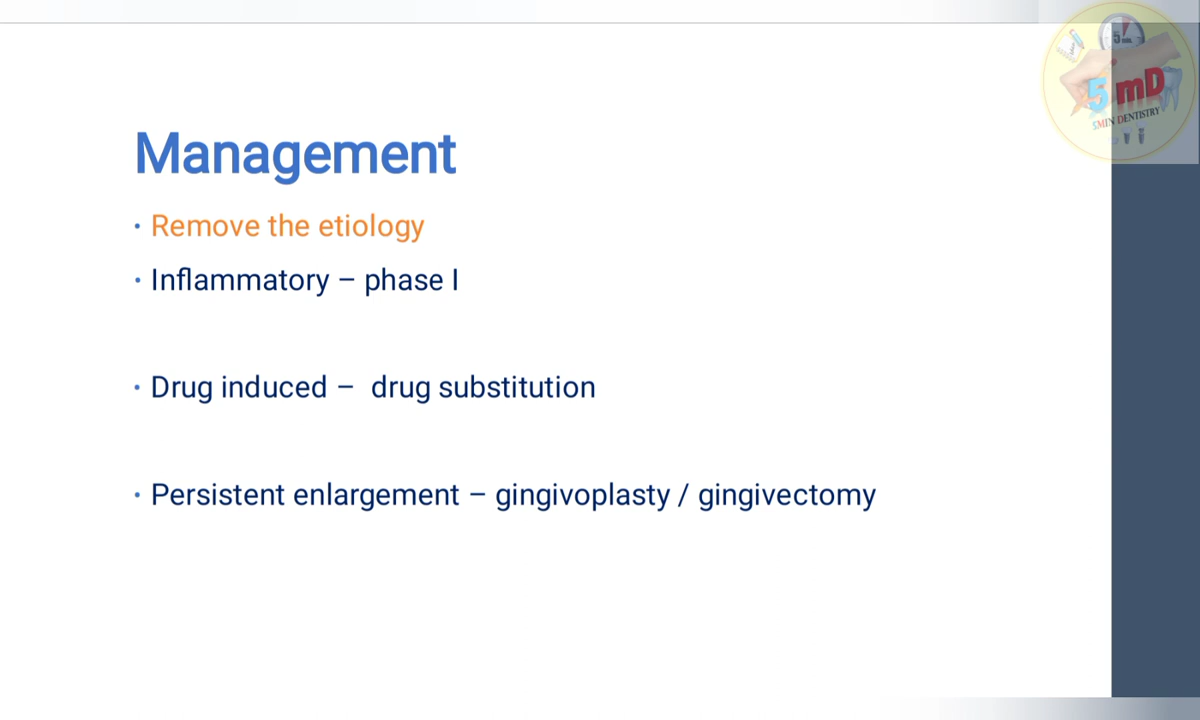 Management
• Remove the etiology
• Inflammatory – phase I
• Drug induced – drug substitution
• Persistent enlargement – gingivoplasty / gingivectomy
5 mD
5MIN DENTISTRY